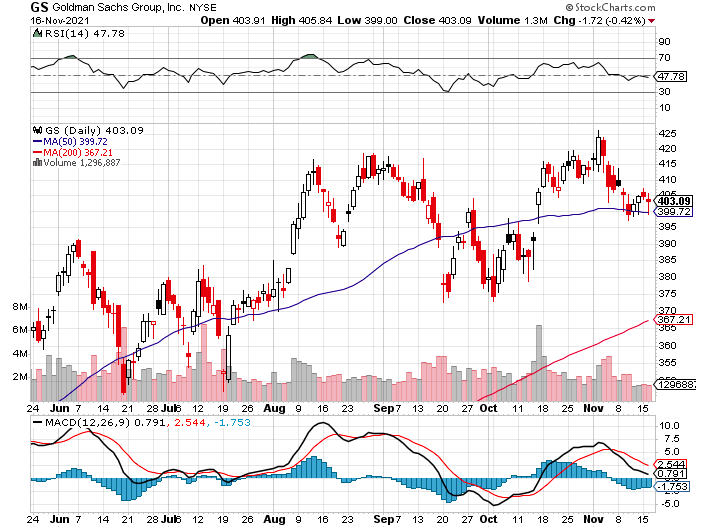 GS Goldman Sachs Group, Inc. NYSE © StockCharts.com
16-Nov-2021 Open 403.91 High 405.84 Low 399.00 Close 403.09 Volume 1.3M Chg -1.72 (-0.42%)
RSI(14) 47.78
90
70
47.78
30
10
GS (Daily) 403.09
MA(50) 399.72
MA(200) 367.21
Volume 1,296,887
425
420
415
410
405
403.09
399.72
395
390
385
380
375
370
367.21
365
360
355
8M
6M
4M
2M
1296887
24 Jun 7 14 21 28 Jul 6 12 19 26 Aug 9 16 23 Sep 7 13 20 27 Oct 11 18 25 Nov 8 15
MACD(12,26,9) 0.791, 2.544, -1.753
10.0
7.5
5.0
2.544
0.791
-1.753
-5.0
24 Jun 7 14 21 28 Jul 6 12 19 26 Aug 9 16 23 Sep 7 13 20 27 Oct 11 18 25 Nov 8 15